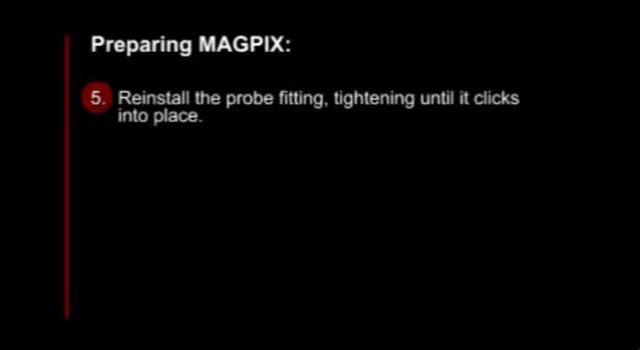 Preparing MAGPIX:
5. Reinstall the probe fitting, tightening until it clicks
into place.